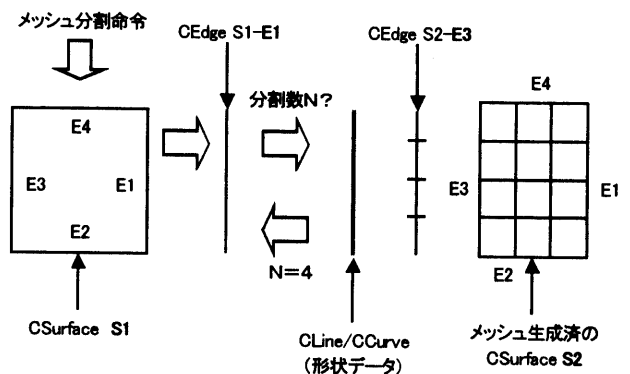 メッシュ分割命令
CEdge S1-E1
CEdge S2-E3
分割数N?
E4
E4
E3
E1
E3
E1
E2
E2
N=4
CSurface S1
CLine/CCurve
(形状データ)
メッシュ生成済の
CSurface S2